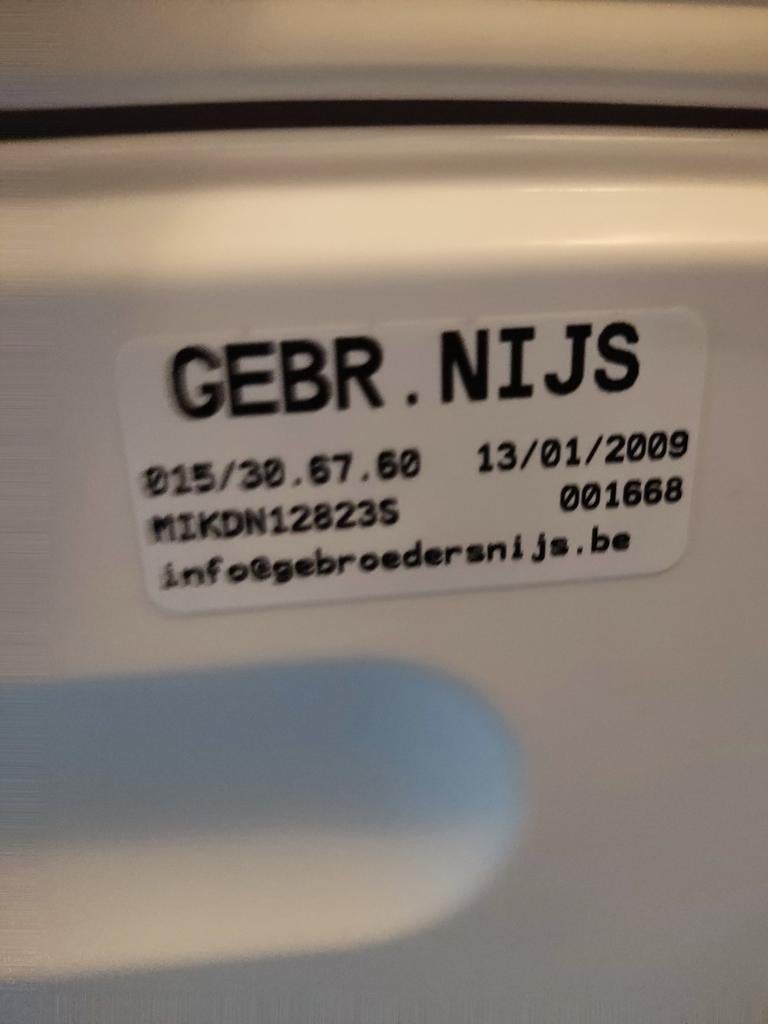 GEBR.NIJS
015/30.67.60 13/01/2009
MIKDN12823S 001668
info@gebroedersnijs.be